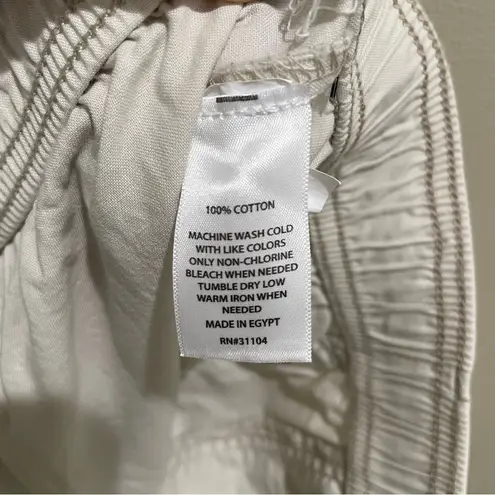 100% COTTON
MACHINE WASH COLD
WITH LIKE COLORS
ONLY NON-CHLORINE
BLEACH WHEN NEEDED
TUMBLE DRY LOW
WARM IRON WHEN
NEEDED
MADE IN EGYPT
RN#31104